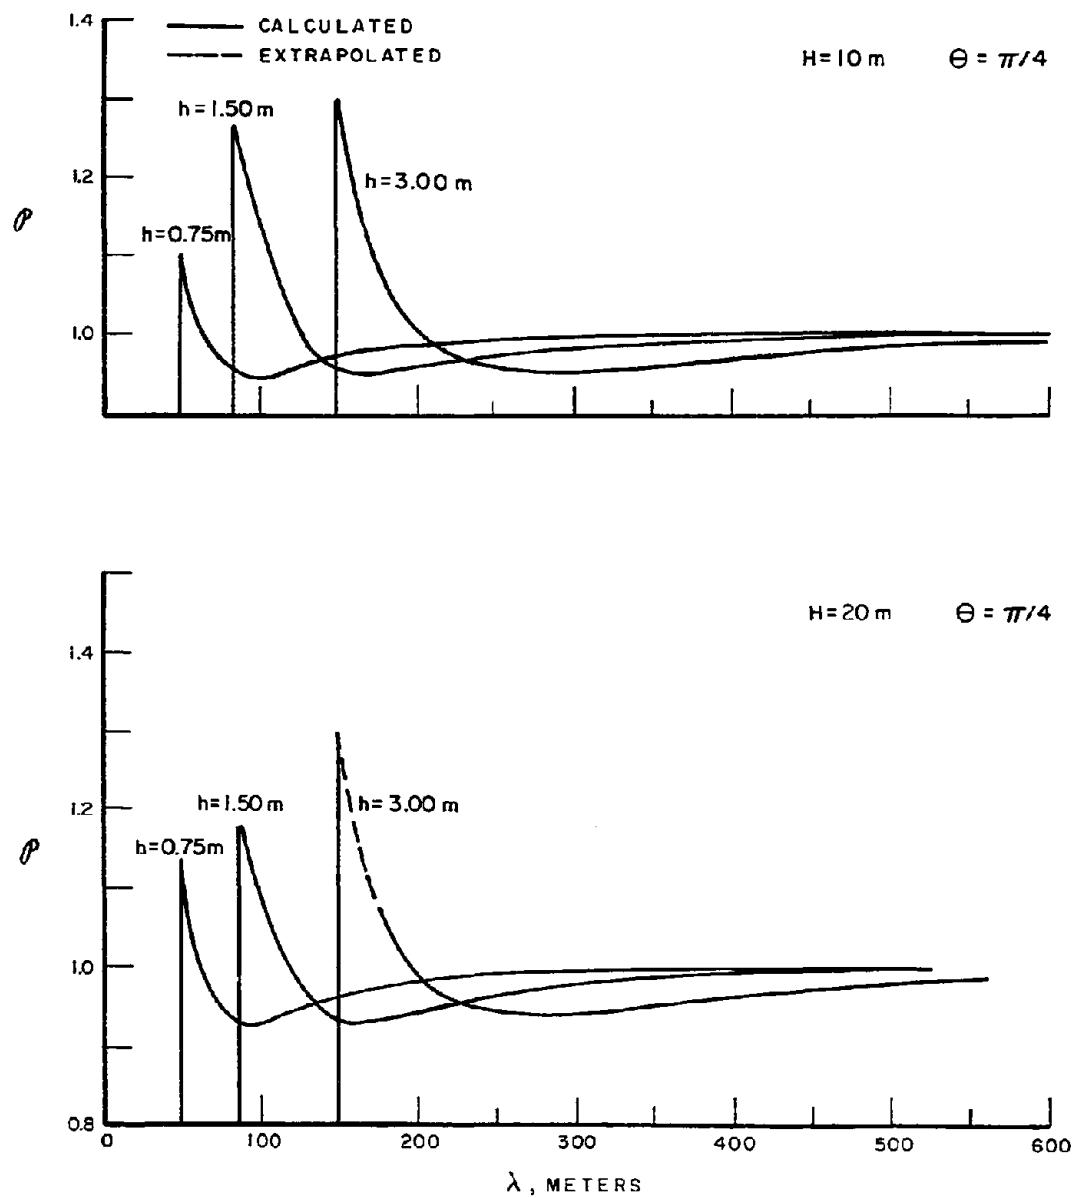 1.4
CALCULATED
EXTRAPOLATED
H=10 m θ = π/4
h=1.50 m
1.2
h=3.00 m
𝒫
h=0.75m
1.0
H=20 m θ = π/4
1.4
1.2
h=1.50 m
h=3.00 m
𝒫
h=0.75m
1.0
0.8
0 100 200 300 400 500 600
λ, METERS